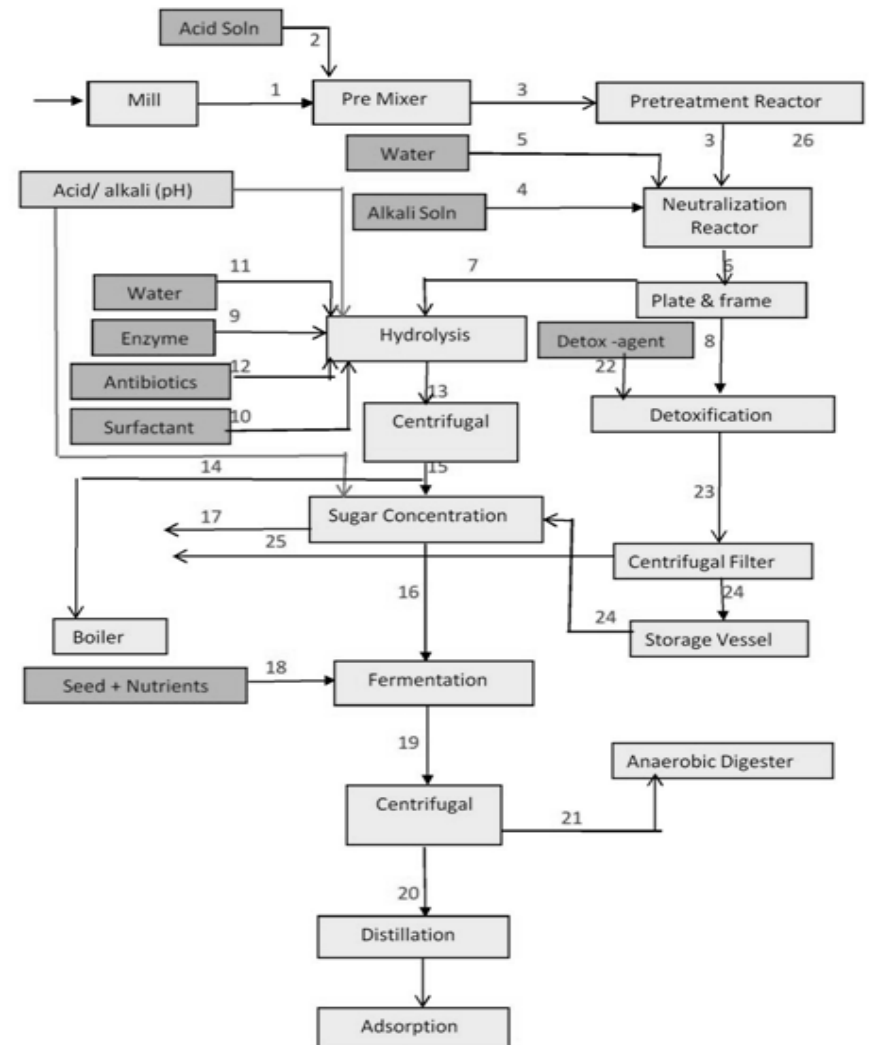 Acid Soln
2
Mill
1
Pre Mixer
3
Pretreatment Reactor
Water
5
3
26
Acid/ alkali (pH)
Alkali Soln
4
Neutralization
Reactor
11
7
6
Water
Plate & frame
9
Enzyme
Hydrolysis
Detox -agent
8
12
22
Antibiotics
13
10
Surfactant
Centrifugal
Detoxification
14
15
23
17
Sugar Concentration
25
Centrifugal Filter
16
24
24
Boiler
Storage Vessel
18
Seed + Nutrients
Fermentation
19
Anaerobic Digester
Centrifugal
21
20
Distillation
Adsorption